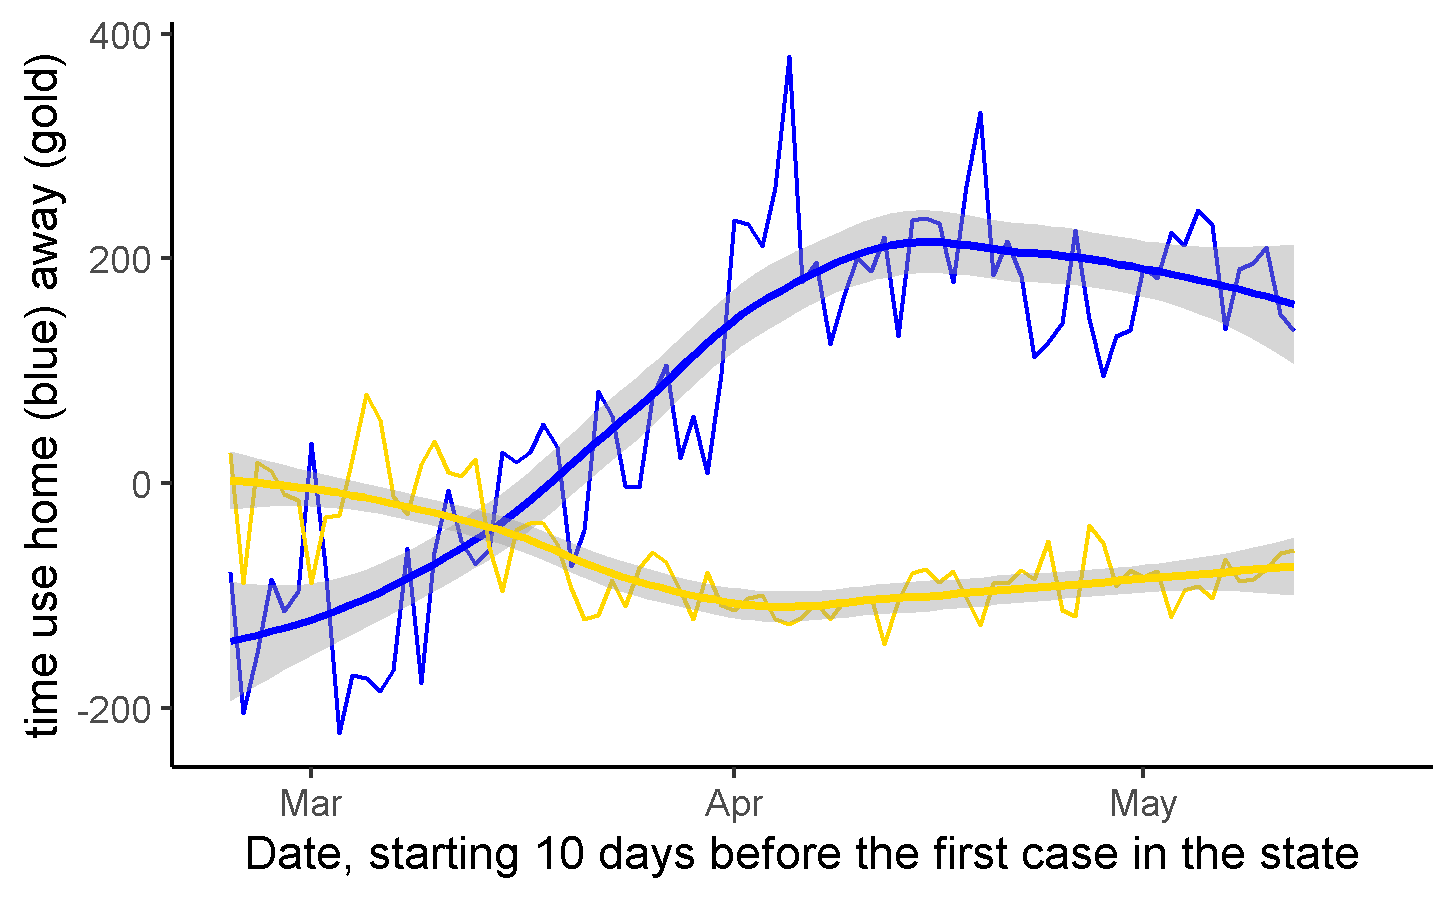 time use home (blue) away (gold)
400
200
0
-200
Mar
Apr
May
Date, starting 10 days before the first case in the state